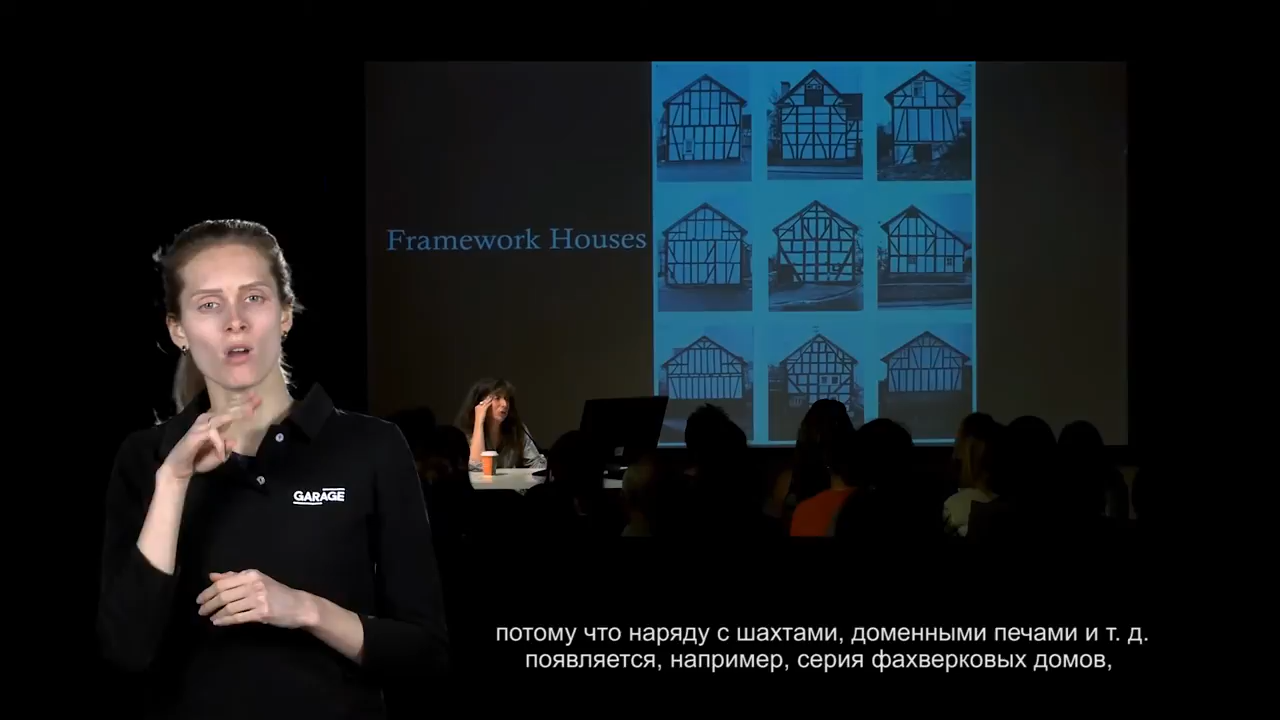 Framework Houses
GARAGE
потому что наряду с шахтами, доменными печами и т. д.
появляется, например, серия фахверковых домов,